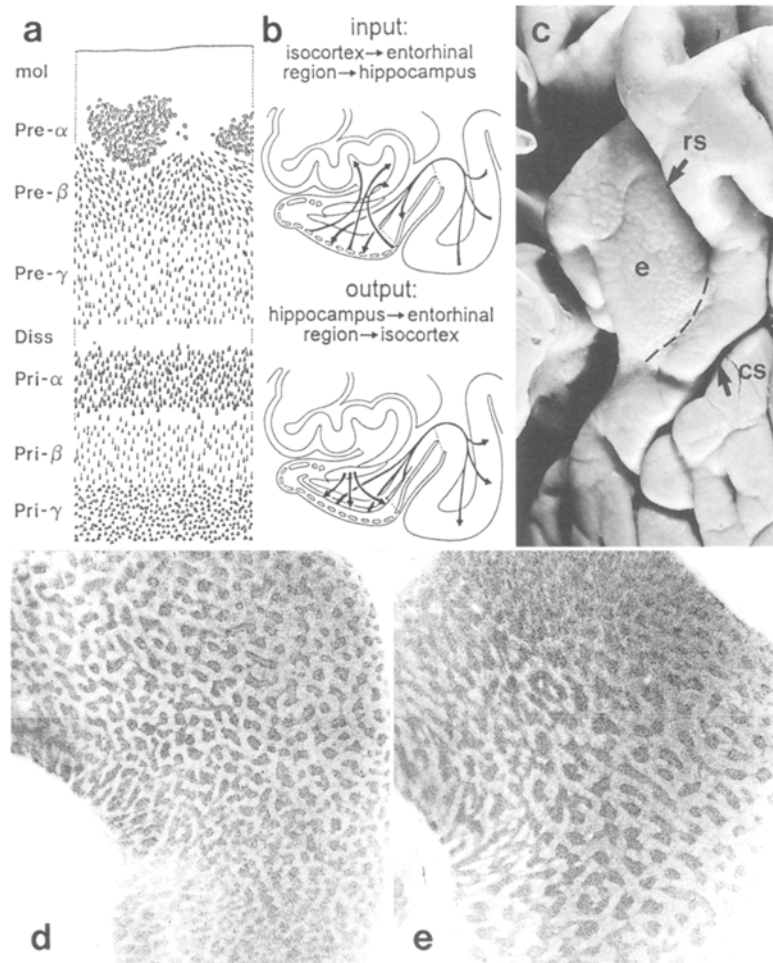 a
mol
Pre-α
Pre-β
Pre-γ
Diss
Pri-α
Pri-β
Pri-γ
b
input:
isocortex→entorhinal
region→hippocampus
output:
hippocampus→entorhinal
region→isocortex
c
rs
e
cs
d
e